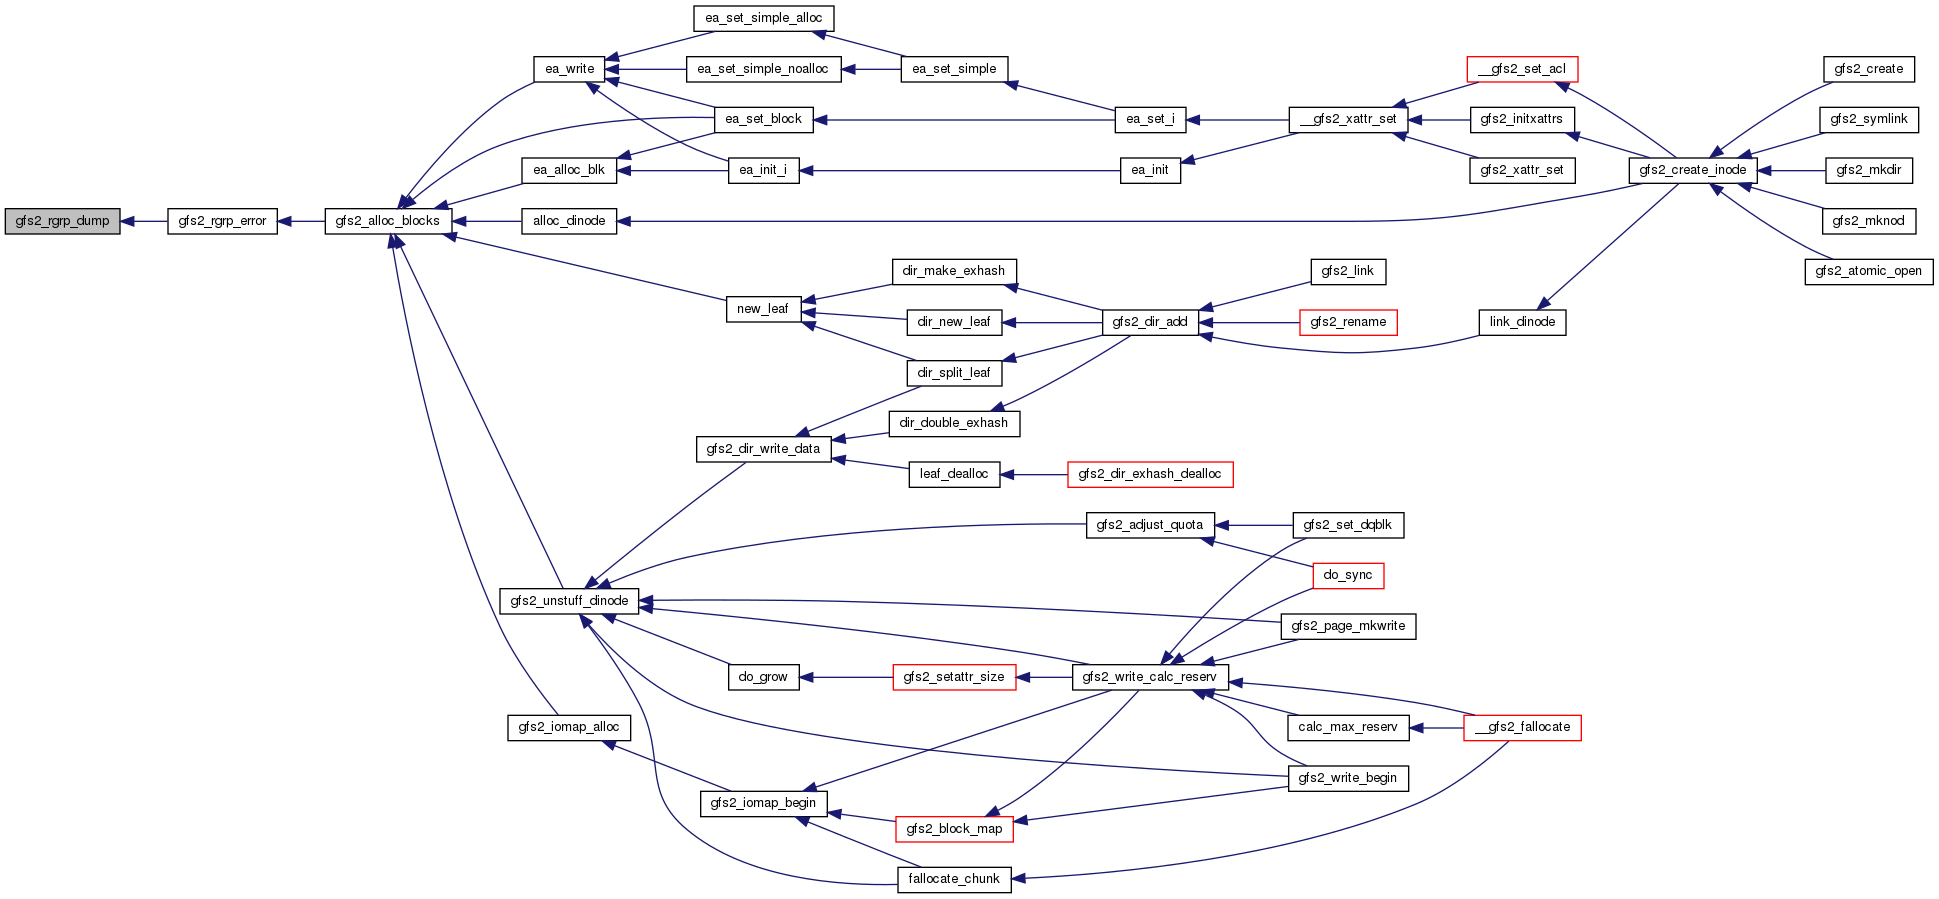 ea_set_simple_alloc
ea_write
ea_set_simple_noalloc
ea_set_simple
__gfs2_set_acl
gfs2_create
ea_set_block
ea_set_i
__gfs2_xattr_set
gfs2_initxattrs
gfs2_symlink
ea_alloc_blk
ea_init_i
ea_init
gfs2_xattr_set
gfs2_create_inode
gfs2_mkdir
gfs2_rgrp_dump
gfs2_rgrp_error
gfs2_alloc_blocks
alloc_dinode
gfs2_mknod
dir_make_exhash
gfs2_link
gfs2_atomic_open
new_leaf
dir_new_leaf
gfs2_dir_add
gfs2_rename
link_dinode
dir_split_leaf
dir_double_exhash
gfs2_dir_write_data
leaf_dealloc
gfs2_dir_exhash_dealloc
gfs2_adjust_quota
gfs2_set_dqblk
do_sync
gfs2_unstuff_dinode
gfs2_page_mkwrite
do_grow
gfs2_setattr_size
gfs2_write_calc_reserv
gfs2_iomap_alloc
calc_max_reserv
__gfs2_fallocate
gfs2_write_begin
gfs2_iomap_begin
gfs2_block_map
fallocate_chunk